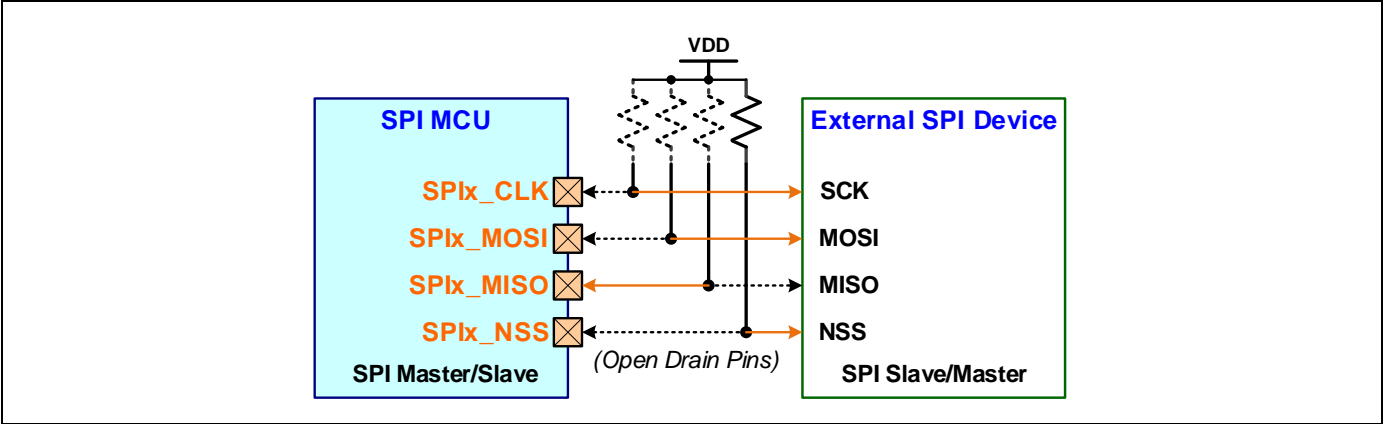 VDD
SPI MCU
External SPI Device
SPIx_CLK
SCK
SPIx_MOSI
MOSI
SPIx_MISO
MISO
SPIx_NSS
NSS
(Open Drain Pins)
SPI Master/Slave
SPI Slave/Master